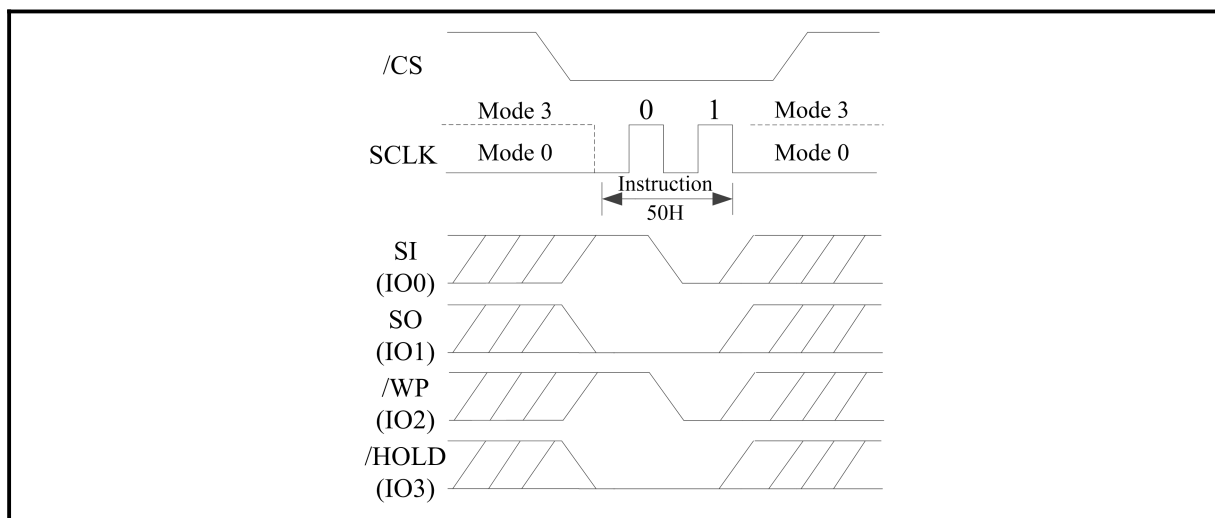 /CS
Mode 3 0 1 Mode 3
SCLK Mode 0 Mode 0
Instruction
50H
SI
(IO0)
SO
(IO1)
/WP
(IO2)
/HOLD
(IO3)